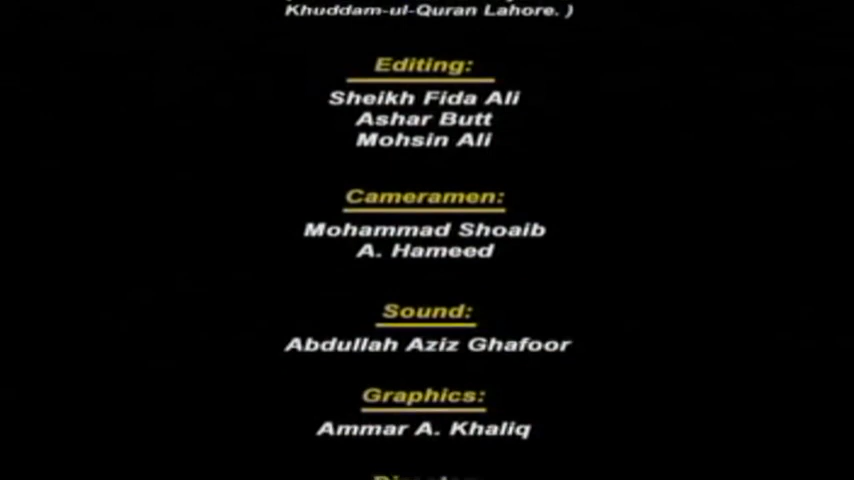 Khuddam-ul-Quran Lahore. )
Editing:
Sheikh Fida Ali
Ashar Butt
Mohsin Ali
Cameramen:
Mohammad Shoaib
A. Hameed
Sound:
Abdullah Aziz Ghafoor
Graphics:
Ammar A. Khaliq